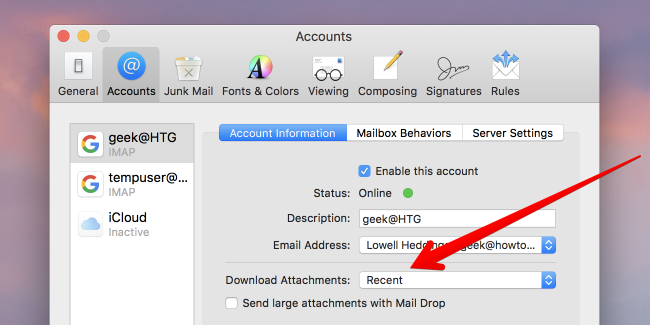 Accounts
General Accounts Junk Mail Fonts & Colors Viewing Composing Signatures Rules
geek@HTG
IMAP
tempuser@...
IMAP
iCloud
Inactive
Account Information Mailbox Behaviors Server Settings
Enable this account
Status: Online
Description: geek@HTG
Email Address: Lowell geek@howto...
Download Attachments: Recent
Send large attachments with Mail Drop